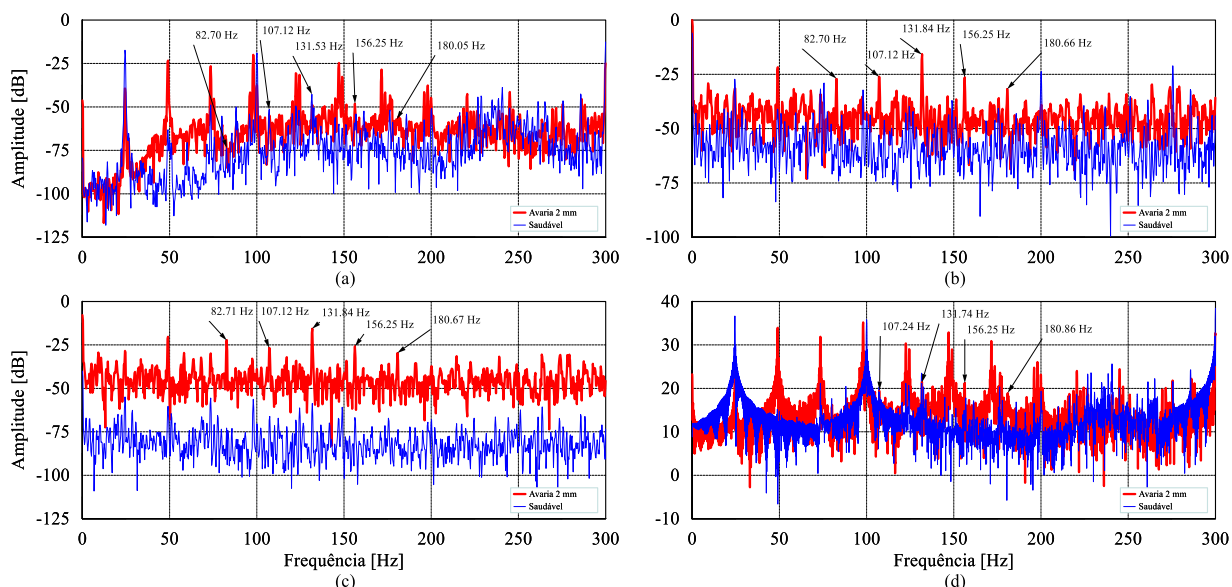 0
-25
-50
-75
-100
-125
Amplitude [dB]
82.70 Hz
107.12 Hz
131.53 Hz
156.25 Hz
180.05 Hz
Avaria 2 mm
Saudável
0 50 100 150 200 250 300
(a)
0
-25
-50
-75
-100
82.70 Hz
107.12 Hz
131.84 Hz
156.25 Hz
180.66 Hz
Avaria 2 mm
Saudável
0 50 100 150 200 250 300
(b)
0
-25
-50
-75
-100
-125
Amplitude [dB]
82.71 Hz
107.12 Hz
131.84 Hz
156.25 Hz
180.67 Hz
Avaria 2 mm
Saudável
0 50 100 150 200 250 300
Frequência [Hz]
(c)
40
30
20
10
0
10
107.24 Hz
131.74 Hz
156.25 Hz
180.86 Hz
Avaria 2 mm
Saudável
0 50 100 150 200 250 300
Frequência [Hz]
(d)